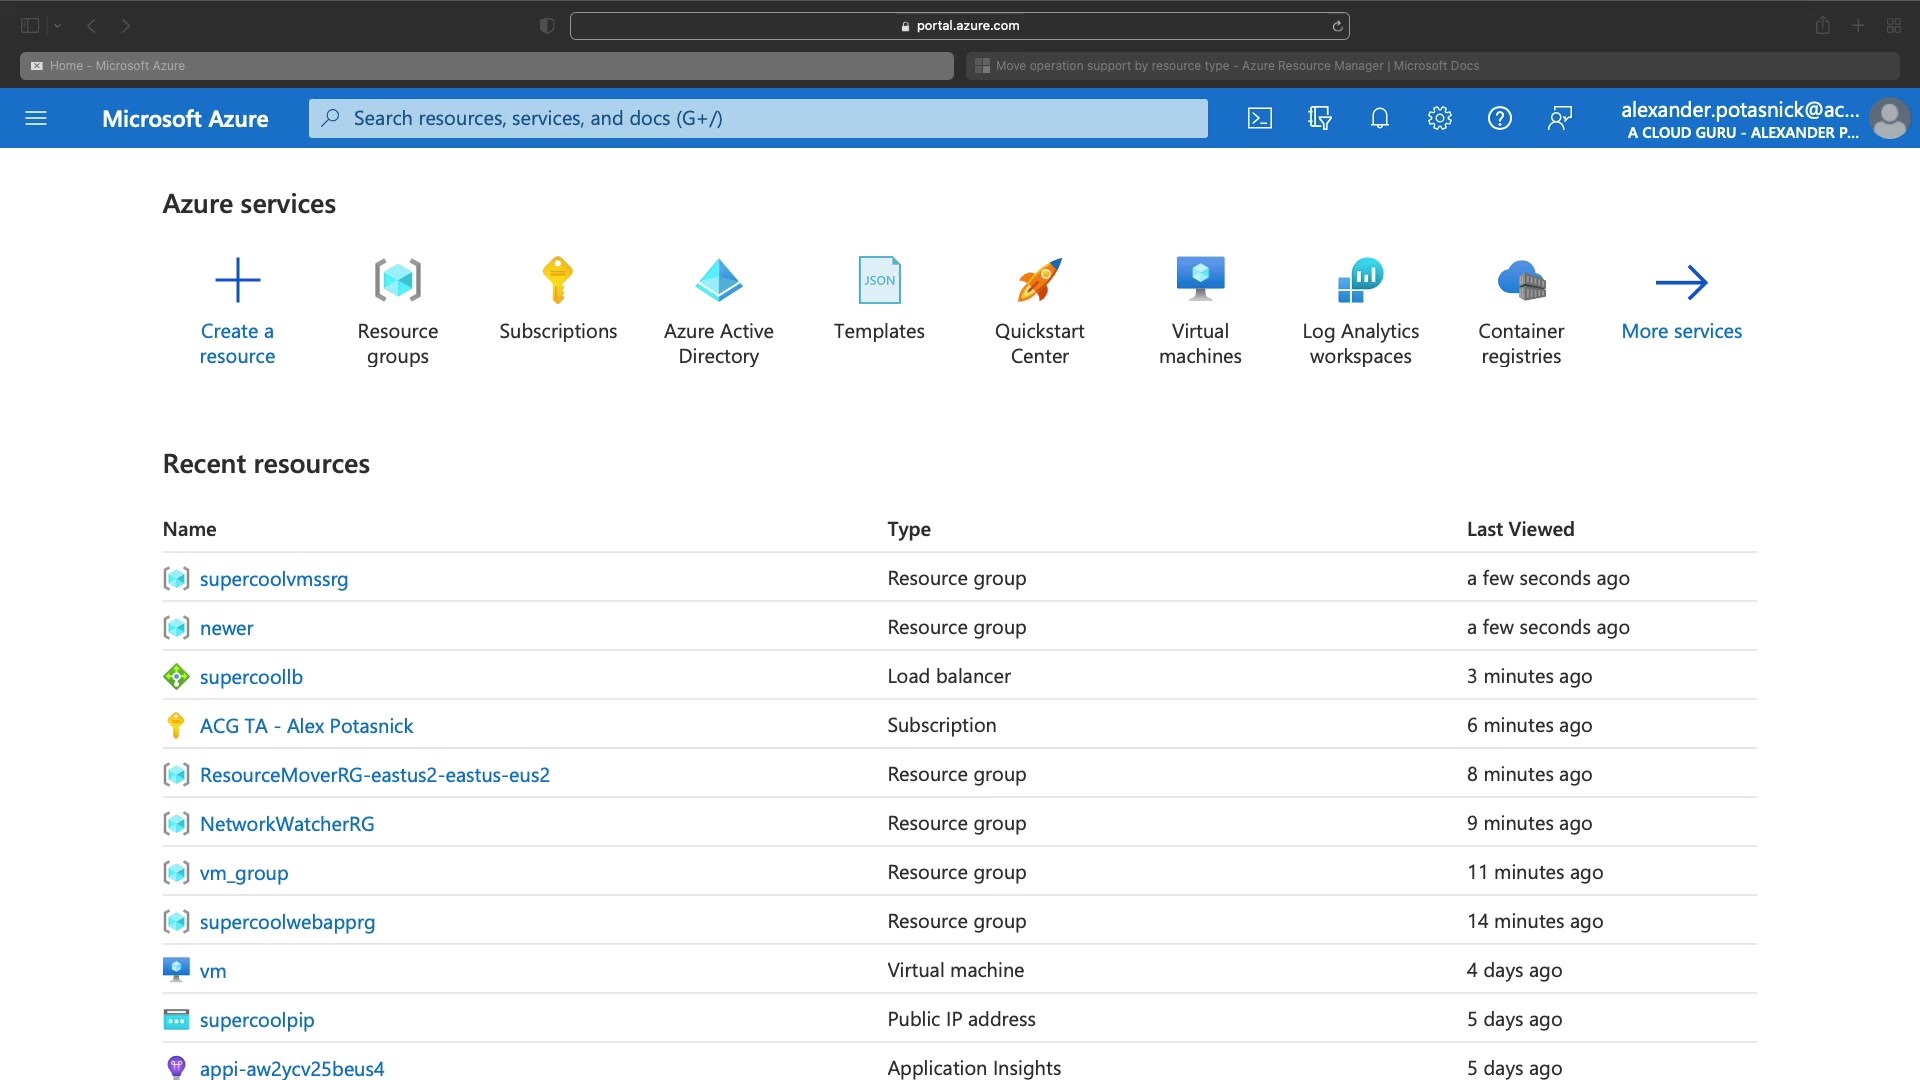 portal.azure.com
Home - Microsoft Azure
Move operation support by resource type - Azure Resource Manager | Microsoft Docs
Microsoft Azure
Search resources, services, and docs (G+/)
alexander.potasnick@ac...
A CLOUD GURU - ALEXANDER P...
Azure services
Create a resource
Resource groups
Subscriptions
Azure Active Directory
JSON
Templates
Quickstart Center
Virtual machines
Log Analytics workspaces
Container registries
More services
Recent resources
Name Type Last Viewed
supercoolvmssrg Resource group a few seconds ago
newer Resource group a few seconds ago
supercoollb Load balancer 3 minutes ago
ACG TA - Alex Potasnick Subscription 6 minutes ago
ResourceMoverRG-eastus2-eastus-eus2 Resource group 8 minutes ago
NetworkWatcherRG Resource group 9 minutes ago
vm_group Resource group 11 minutes ago
supercoolwebapprg Resource group 14 minutes ago
vm Virtual machine 4 days ago
supercoolpip Public IP address 5 days ago
appi-aw2ycv25beus4 Application Insights 5 days ago